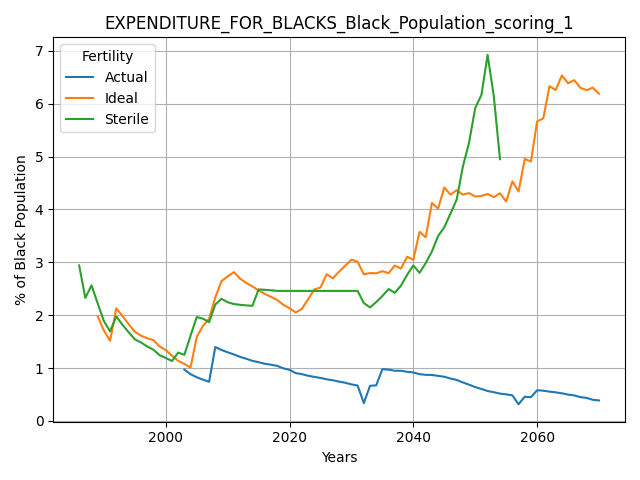 EXPENDITURE_FOR_BLACKS_Black_Population_scoring_1
Fertility
Actual
Ideal
Sterile
% of Black Population
7
6
5
4
3
2
1
0
2000 2020 2040 2060
Years